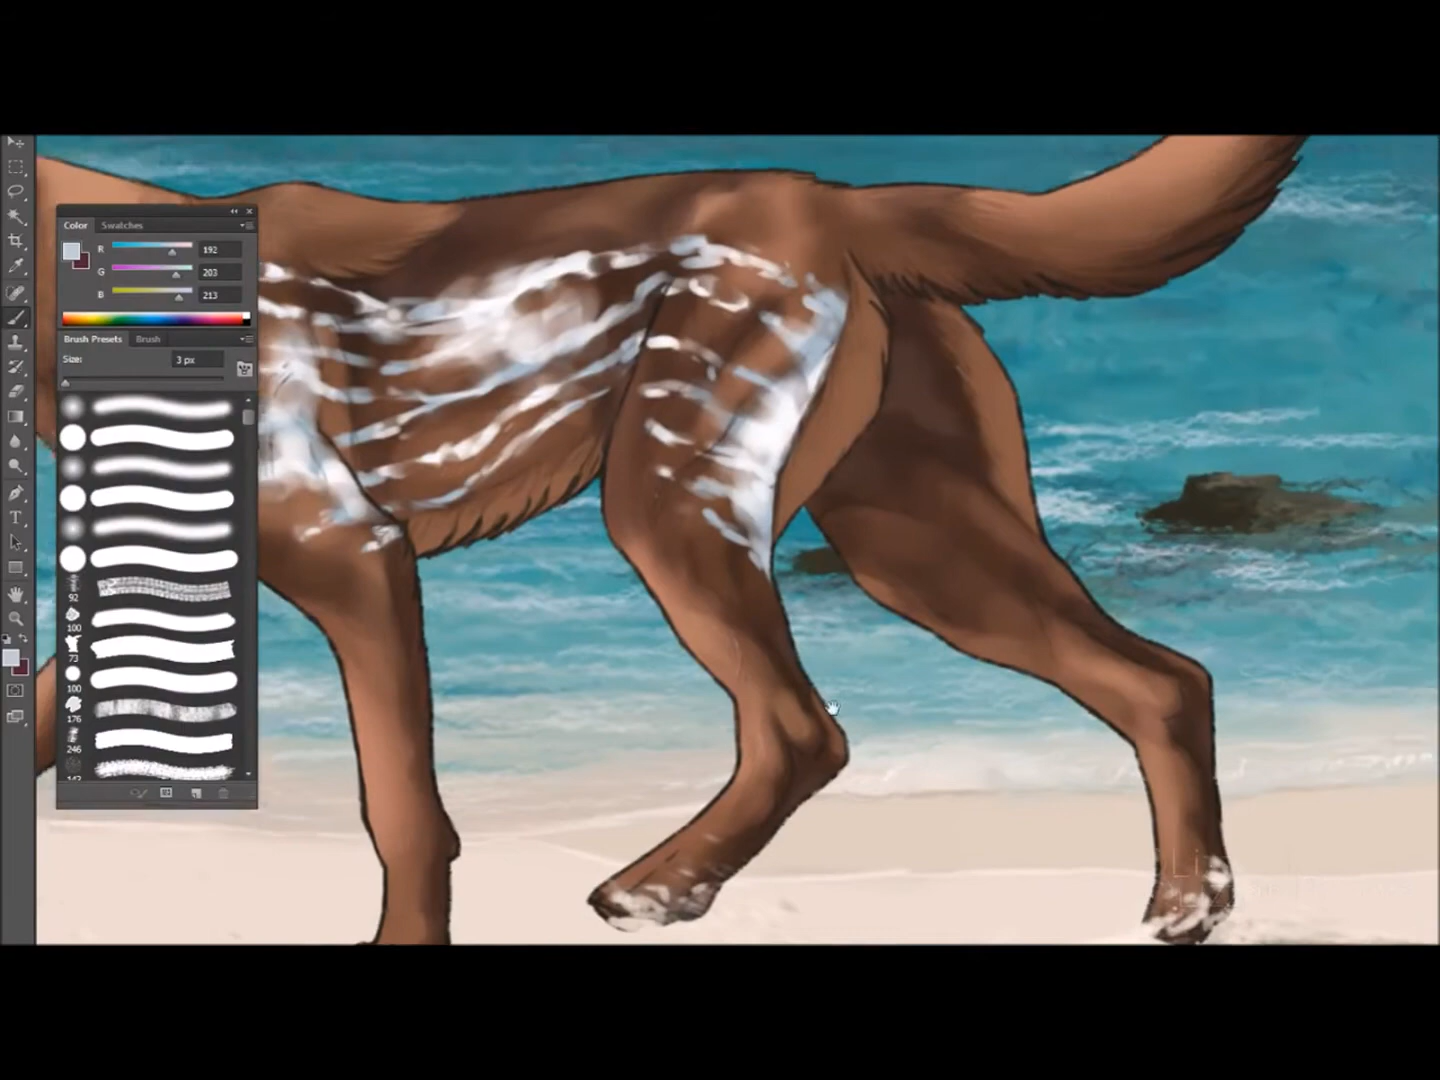 Color Swatches
R 192
G 203
B 213
Brush Presets Brush
Size: 3 px
92
100
73
100
176
246
T